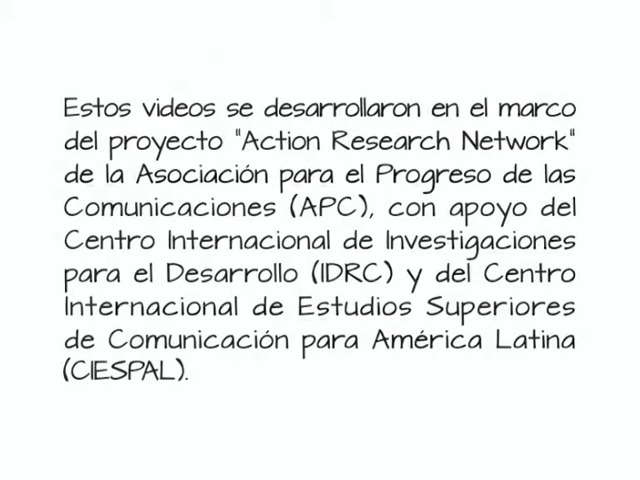 Estos videos se desarrollaron en el marco
del proyecto "Action Research Network"
de la Asociación para el Progreso de las
Comunicaciones (APC), con apoyo del
Centro Internacional de Investigaciones
para el Desarrollo (IDRC) y del Centro
Internacional de Estudios Superiores
de Comunicación para América Latina
(CIESPAL).